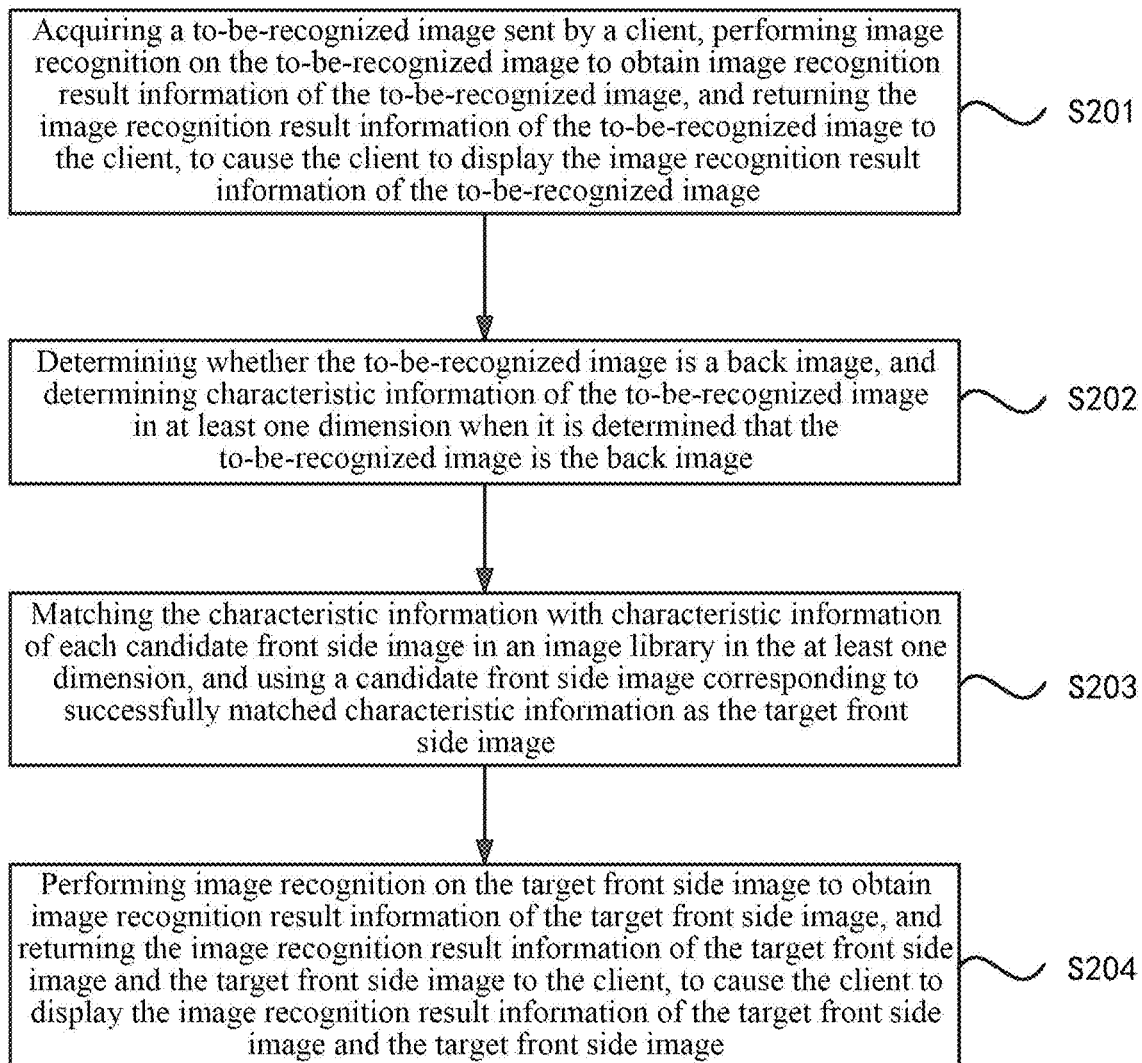 Acquiring a to-be-recognized image sent by a client, performing image
recognition on the to-be-recognized image to obtain image recognition
result information of the to-be-recognized image, and returning the
image recognition result information of the to-be-recognized image to
the client, to cause the client to display the image recognition result
information of the to-be-recognized image
S201
Determining whether the to-be-recognized image is a back image, and
determining characteristic information of the to-be-recognized image
in at least one dimension when it is determined that the
to-be-recognized image is the back image
S202
Matching the characteristic information with characteristic information
of each candidate front side image in an image library in the at least one
dimension, and using a candidate front side image corresponding to
successfully matched characteristic information as the target front
side image
S203
Performing image recognition on the target front side image to obtain
image recognition result information of the target front side image, and
returning the image recognition result information of the target front side
image and the target front side image to the client, to cause the client to
display the image recognition result information of the target front side
image and the target front side image
S204